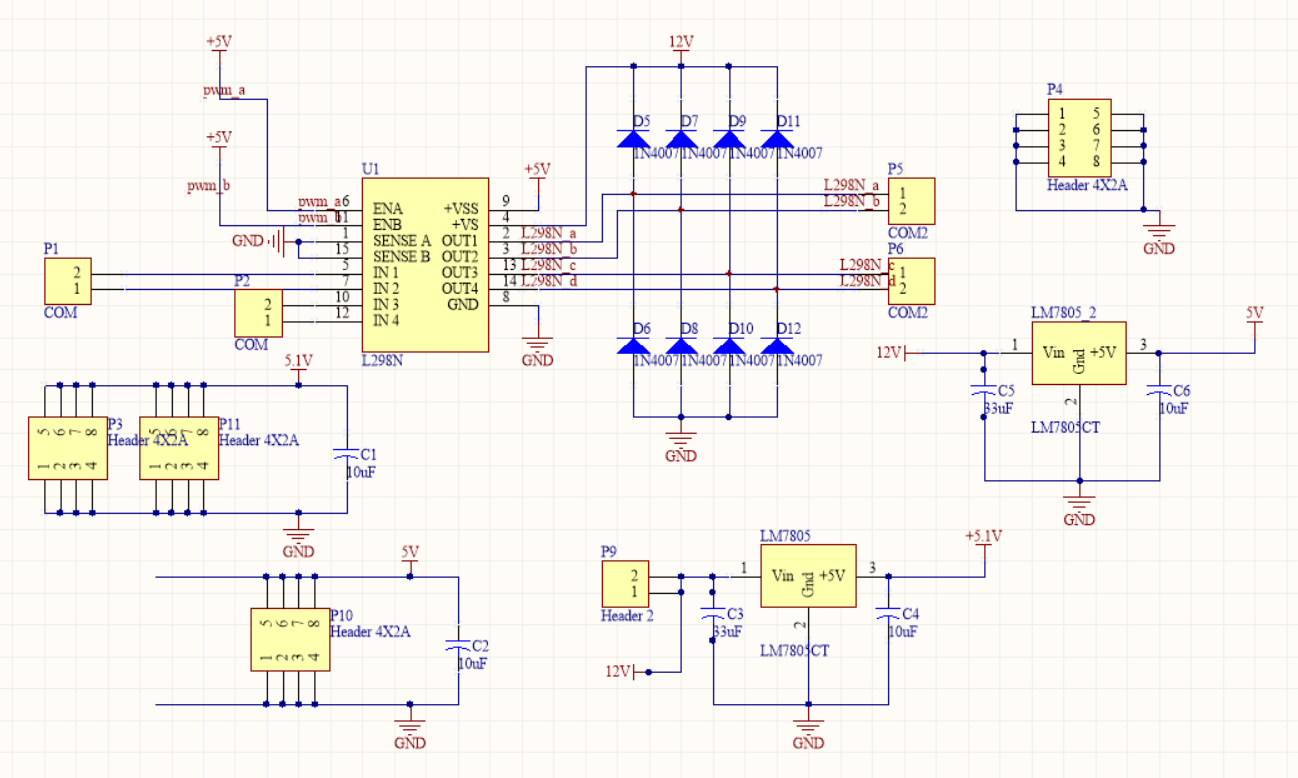 +5V
pwm_a
+5V
pwm_b
U1
pwm_a 6
pwm_b 11
GND
1
15
5
7
10
12
ENA
ENB
SENSE A
SENSE B
IN 1
IN 2
IN 3
IN 4
+VSS
+VS
OUT1
OUT2
OUT3
OUT4
GND
9
4
2
3
13
14
8
L298N
+5V
L298N_a
L298N_b
L298N_c
L298N_d
GND
P1
2
1
COM
P2
2
1
COM
12V
D5
1N4007
D7
1N4007
D9
1N4007
D11
1N4007
D6
1N4007
D8
1N4007
D10
1N4007
D12
1N4007
GND
L298N_a
L298N_b
P5
1
2
COM2
L298N_c
L298N_d
P6
1
2
COM2
P4
1 5
2 6
3 7
4 8
Header 4X2A
GND
LM7805_2
12V
1
Vin
Gnd
+5V
3
2
5V
C5
33uF
C6
10uF
LM7805CT
GND
5.1V
P3
Header 4X2A
5 6 7 8
1 2 3 4
P11
Header 4X2A
5 6 7 8
1 2 3 4
C1
10uF
GND
5V
P10
Header 4X2A
5 6 7 8
1 2 3 4
C2
10uF
GND
P9
2
1
Header 2
12V
LM7805
1
Vin
Gnd
+5V
3
2
+5.1V
C3
33uF
C4
10uF
LM7805CT
GND